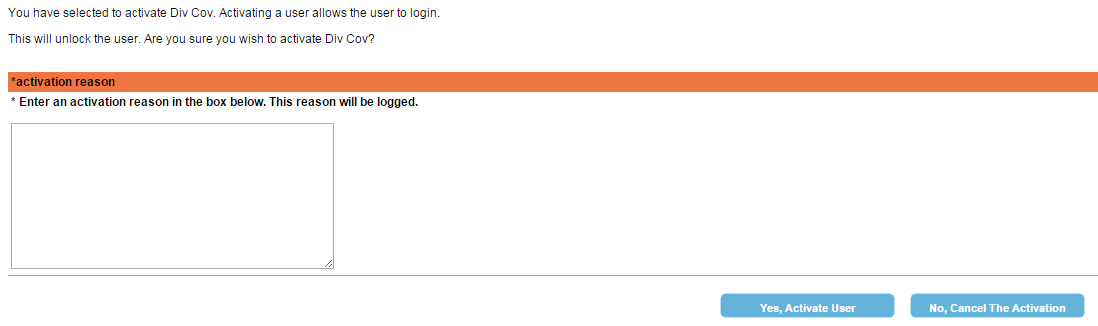 You have selected to activate Div Cov. Activating a user allows the user to login.
This will unlock the user. Are you sure you wish to activate Div Cov?
*activation reason
* Enter an activation reason in the box below. This reason will be logged.
Yes, Activate User
No, Cancel The Activation